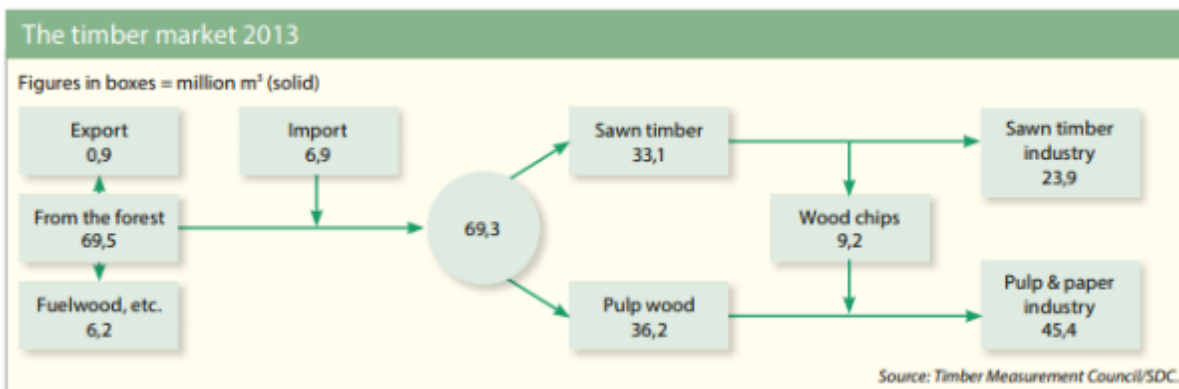 The timber market 2013
Figures in boxes = million m³ (solid)
Export
0,9
Import
6,9
Sawn timber
33,1
Sawn timber
industry
23,9
From the forest
69,5
69,3
Wood chips
9,2
Fuelwood, etc.
6,2
Pulp wood
36,2
Pulp & paper
industry
45,4
Source: Timber Measurement Council/SDC.